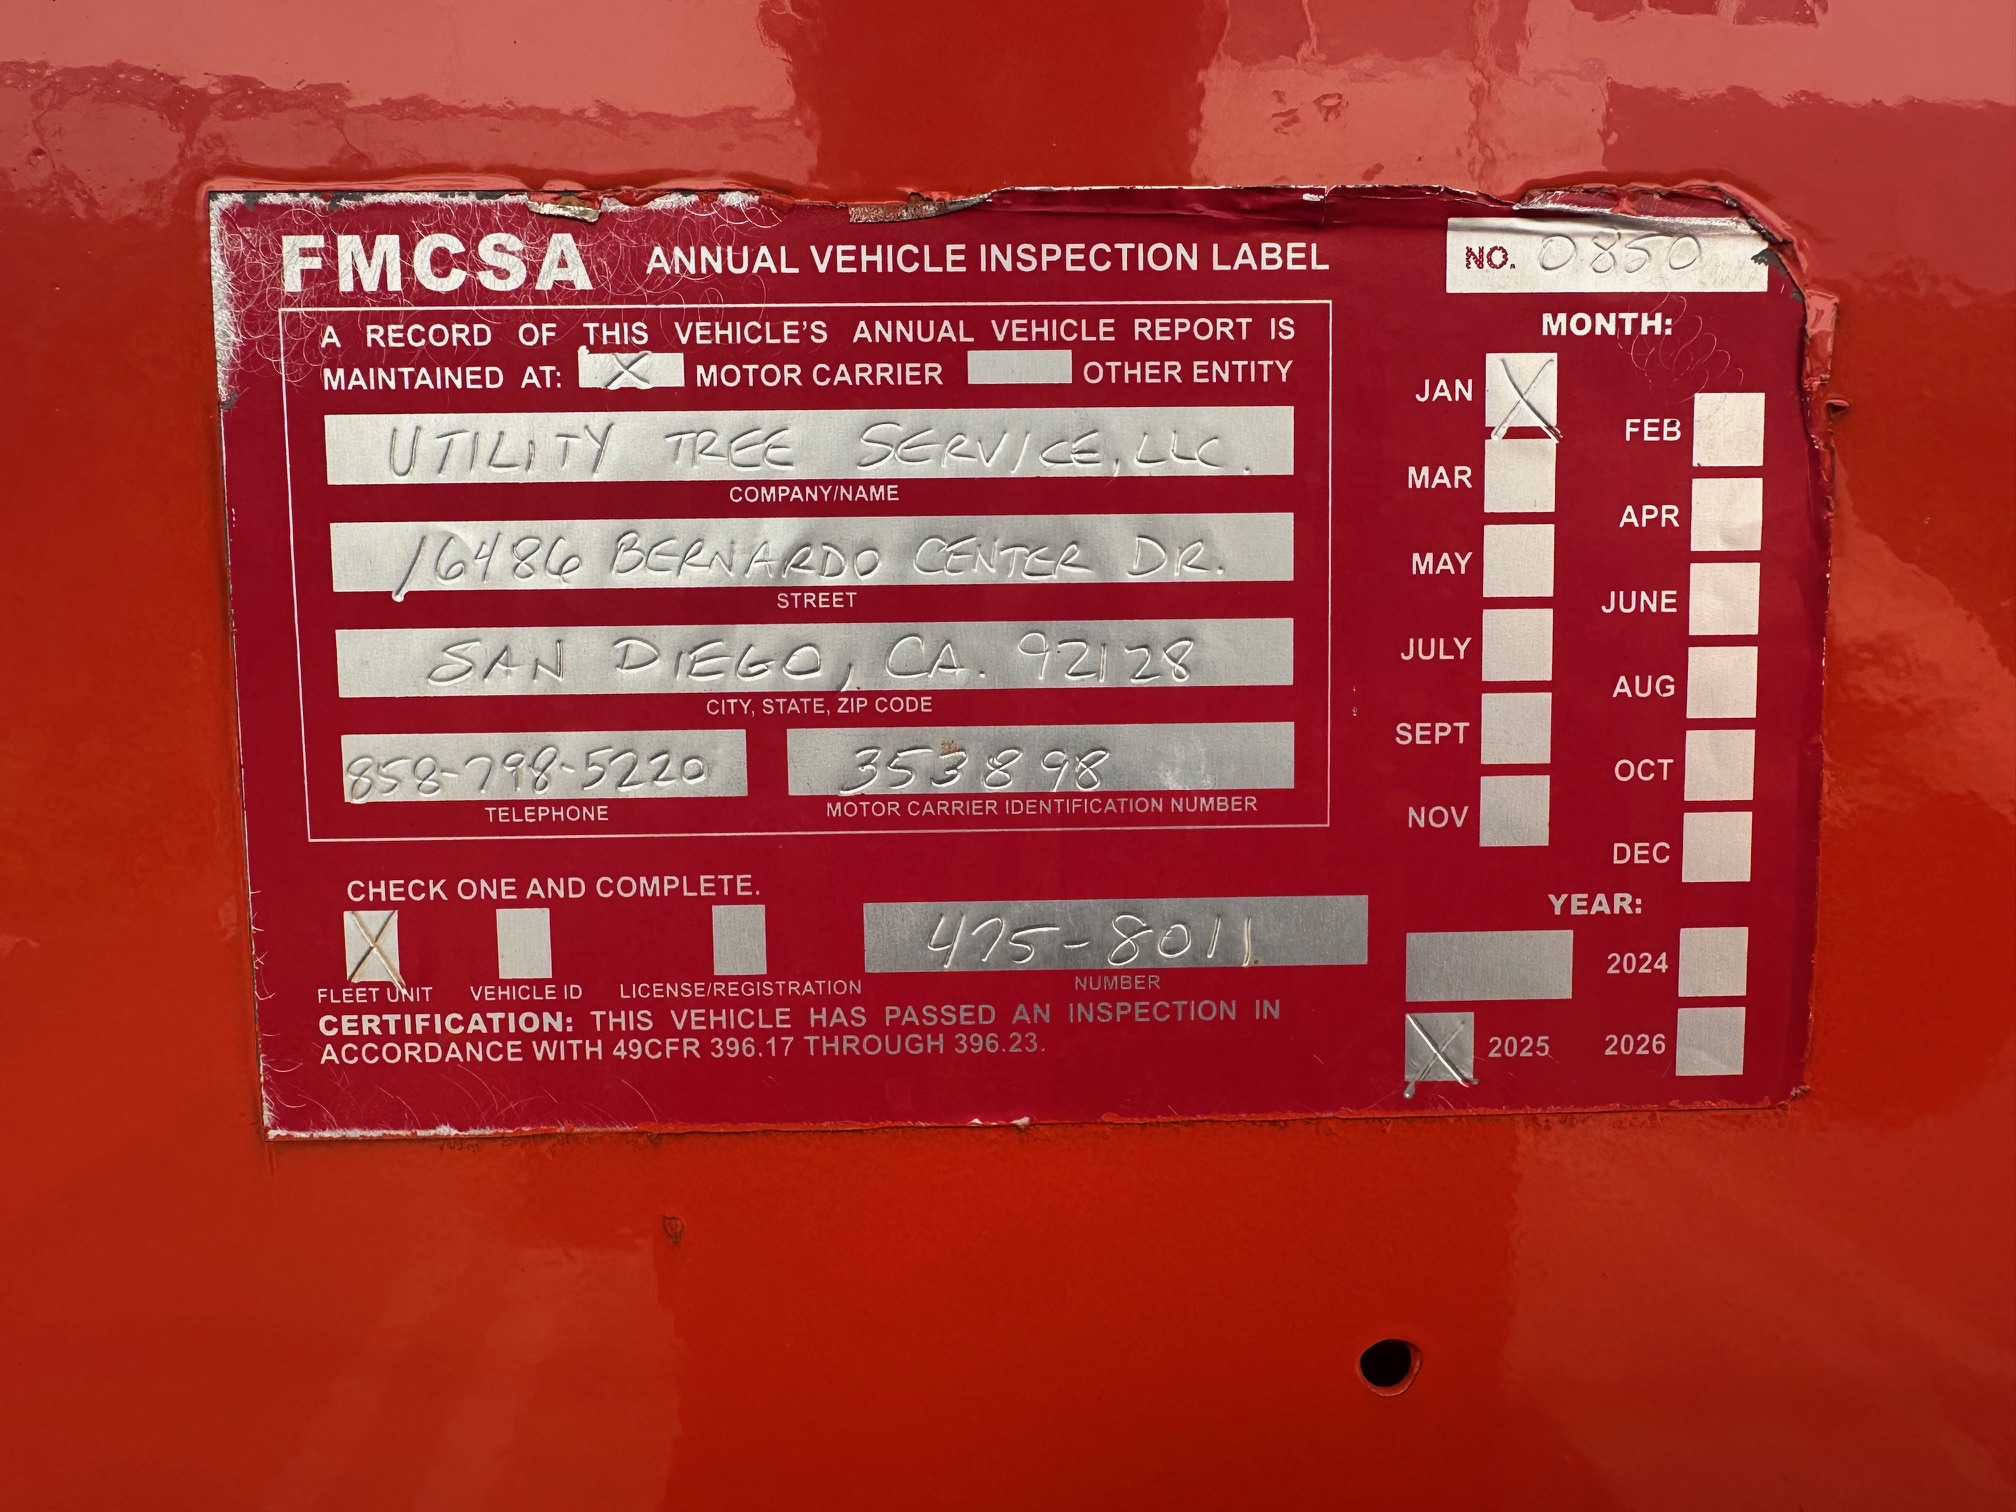 FMCSA ANNUAL VEHICLE INSPECTION LABEL
NO. 0850
A RECORD OF THIS VEHICLE'S ANNUAL VEHICLE REPORT IS
MAINTAINED AT: X MOTOR CARRIER OTHER ENTITY
UTILITY TREE SERVICE, LLC.
COMPANY/NAME
16486 BERNARDO CENTER DR.
STREET
SAN DIEGO, CA. 92128
CITY, STATE, ZIP CODE
858-798-5220 353898
TELEPHONE MOTOR CARRIER IDENTIFICATION NUMBER
CHECK ONE AND COMPLETE.
X 475-8011
FLEET UNIT VEHICLE ID LICENSE/REGISTRATION NUMBER
CERTIFICATION: THIS VEHICLE HAS PASSED AN INSPECTION IN
ACCORDANCE WITH 49CFR 396.17 THROUGH 396.23.
MONTH:
JAN X
FEB
MAR
APR
MAY
JUNE
JULY
AUG
SEPT
OCT
NOV
DEC
YEAR:
2024
X 2025 2026